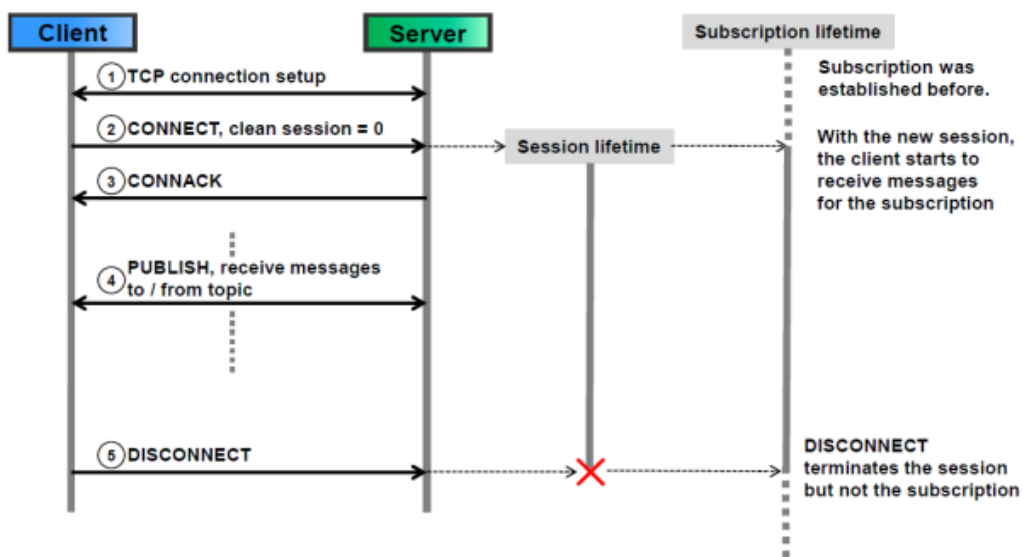 Client
Server
Subscription lifetime
1 TCP connection setup
Subscription was
established before.
2 CONNECT, clean session = 0
Session lifetime
With the new session,
the client starts to
receive messages
for the subscription
3 CONNACK
4 PUBLISH, receive messages
to / from topic
5 DISCONNECT
DISCONNECT
terminates the session
but not the subscription